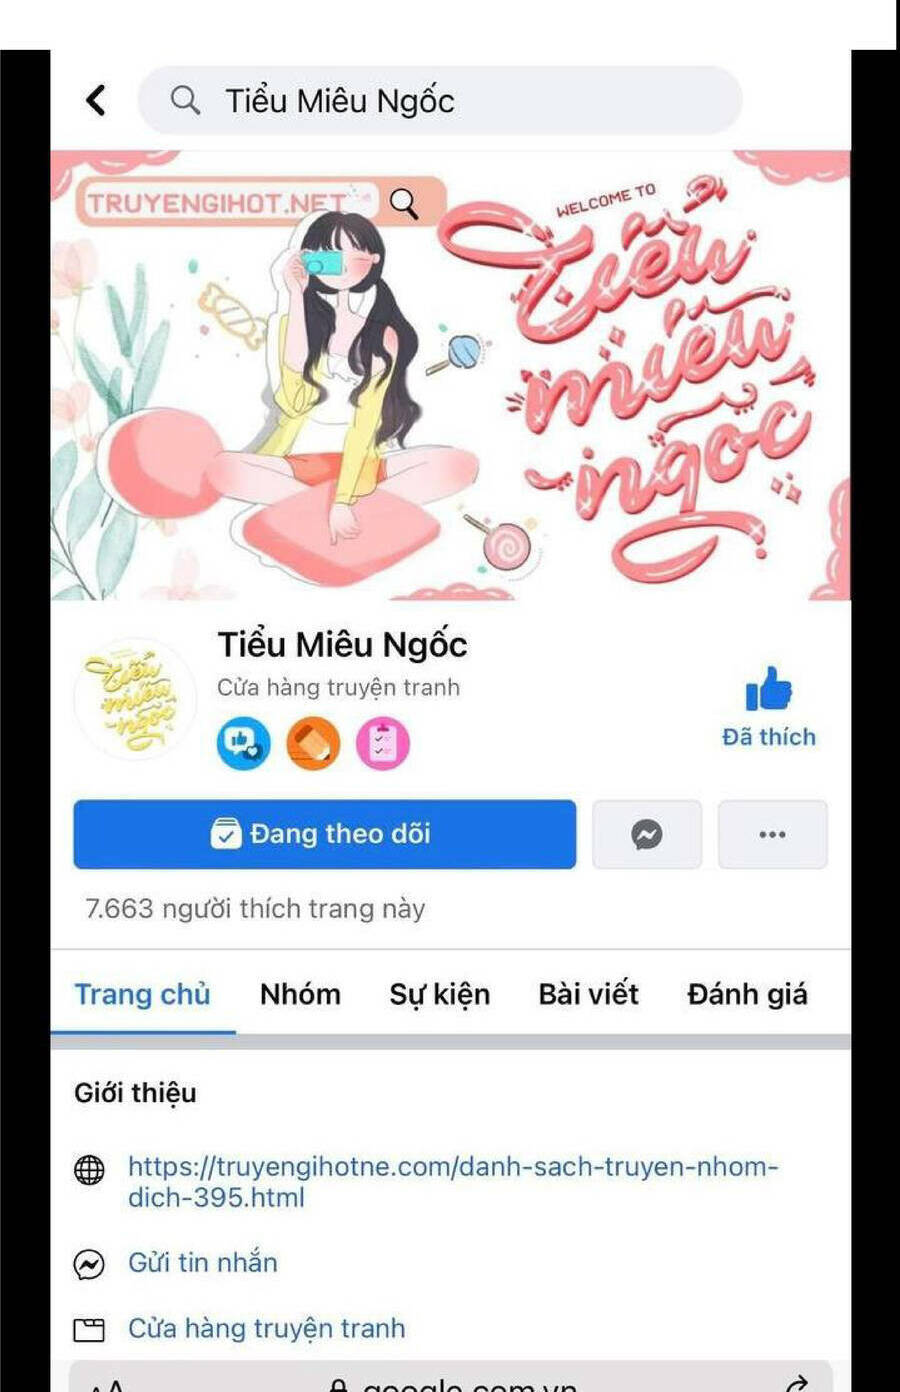 Tiểu Miêu Ngốc
TRUYENGIHOT.NET
WELCOME TO
Tiểu
miêu
ngốc
Tiểu Miêu Ngốc
Tiểu
miêu
ngốc
Cửa hàng truyện tranh
Đã thích
Đang theo dõi
7.663 người thích trang này
Trang chủ Nhóm Sự kiện Bài viết Đánh giá
Giới thiệu
https://truyengihotne.com/danh-sach-truyen-nhom-
dich-395.html
Gửi tin nhắn
Cửa hàng truyện tranh
AA google.com.vn